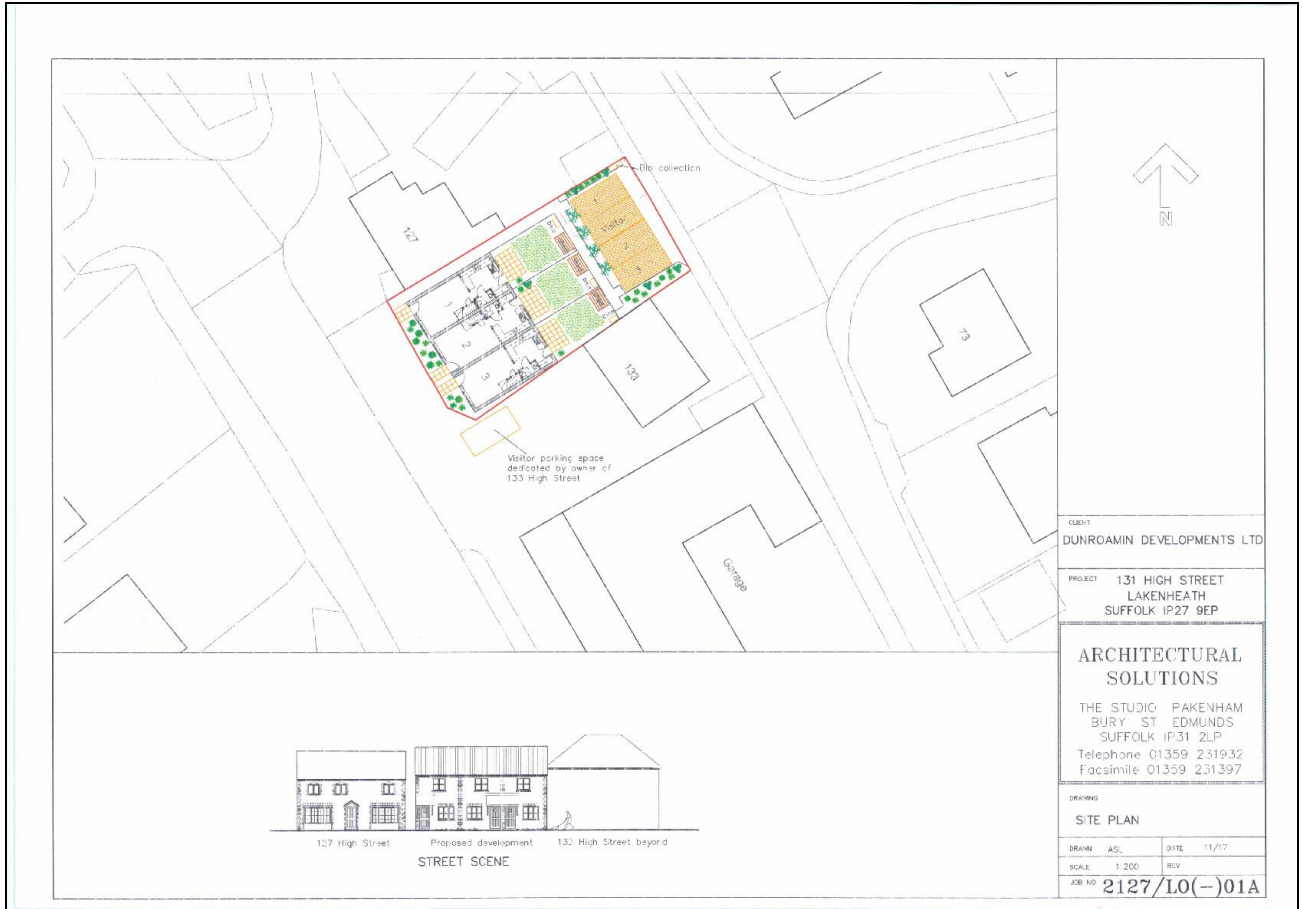 Bin collection
127
1
Visitor
2
3
1
2
3
133
73
Visitor parking space
dedicated by owner of
133 High Street
Garage
N
CLIENT
DUNROAMIN DEVELOPMENTS LTD
PROJECT 131 HIGH STREET
LAKENHEATH
SUFFOLK IP27 9EP
ARCHITECTURAL
SOLUTIONS
THE STUDIO PAKENHAM
BURY ST EDMUNDS
SUFFOLK IP31 2LP
Telephone 01359 231932
Facsimile 01359 231397
DRAWING
SITE PLAN
DRAWN ASL DATE 11/17
SCALE 1:200 REV
JOB NO 2127/LO(-)01A
127 High Street
Proposed development
133 High Street beyond
STREET SCENE